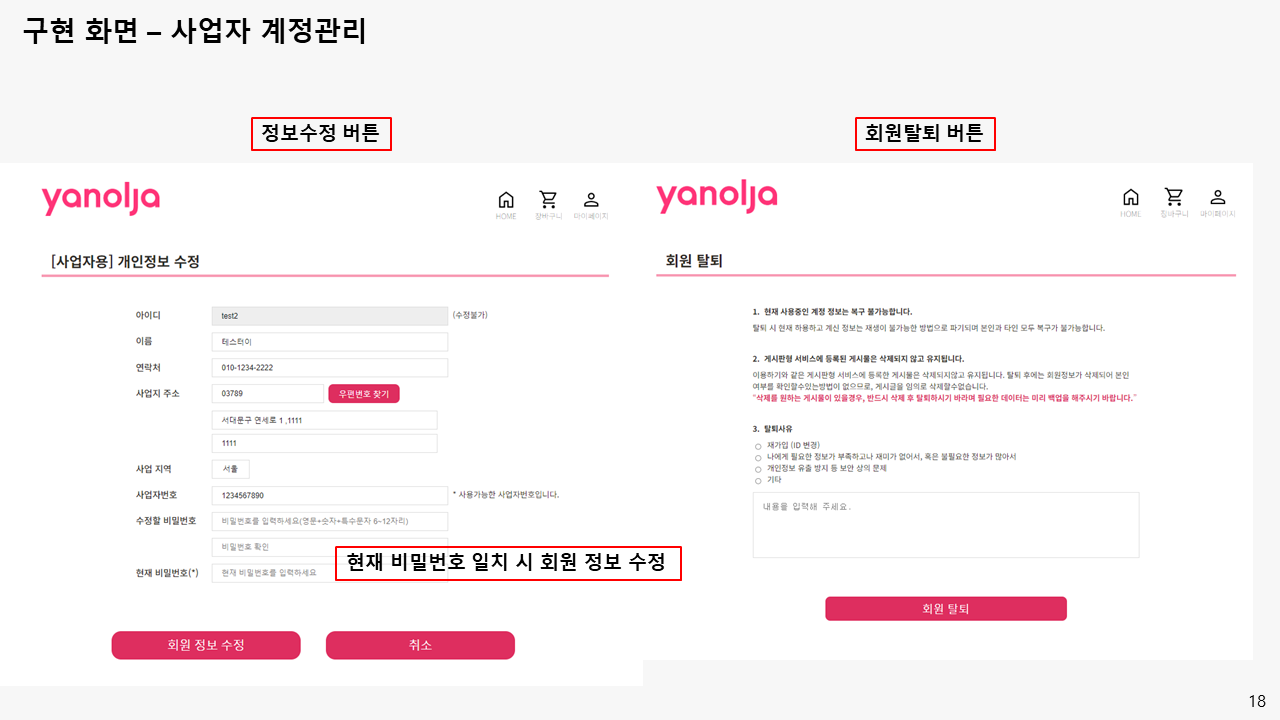 구현 화면 – 사업자 계정관리
정보수정 버튼
yanolja
HOME 장바구니 마이페이지
[사업자용] 개인정보 수정
아이디 test2 (수정불가)
이름 테스터이
연락처 010-1234-2222
사업지 주소 03789 우편번호 찾기
서대문구 연세로 1 ,1111
1111
사업 지역 서울
사업자번호 1234567890 * 사용가능한 사업자번호입니다.
수정할 비밀번호 비밀번호를 입력하세요(영문+숫자+특수문자 6~12자리)
비밀번호 확인
현재 비밀번호 일치 시 회원 정보 수정
현재 비밀번호(*) 현재 비밀번호를 입력하세요
회원 정보 수정 취소
회원탈퇴 버튼
yanolja
HOME 장바구니 마이페이지
회원 탈퇴
1. 현재 사용중인 계정 정보는 복구 불가능합니다.
탈퇴 시 현재 하용하고 계신 정보는 재생이 불가능한 방법으로 파기되며 본인과 타인 모두 복구가 불가능합니다.
2. 게시판형 서비스에 등록된 게시물은 삭제되지 않고 유지됩니다.
이용하기와 같은 게시판형 서비스에 등록한 게시물은 삭제되지않고 유지됩니다. 탈퇴 후에는 회원정보가 삭제되어 본인
여부를 확인할수있는방법이 없으므로, 게시글을 임의로 삭제할수없습니다.
"삭제를 원하는 게시물이 있을경우, 반드시 삭제 후 탈퇴하시기 바라며 필요한 데이터는 미리 백업을 해주시기 바랍니다."
3. 탈퇴사유
재가입 (ID 변경)
나에게 필요한 정보가 부족하고나 재미가 없어서, 혹은 불필요한 정보가 많아서
개인정보 유출 방지 등 보안 상의 문제
기타
내용을 입력해 주세요.
회원 탈퇴
18